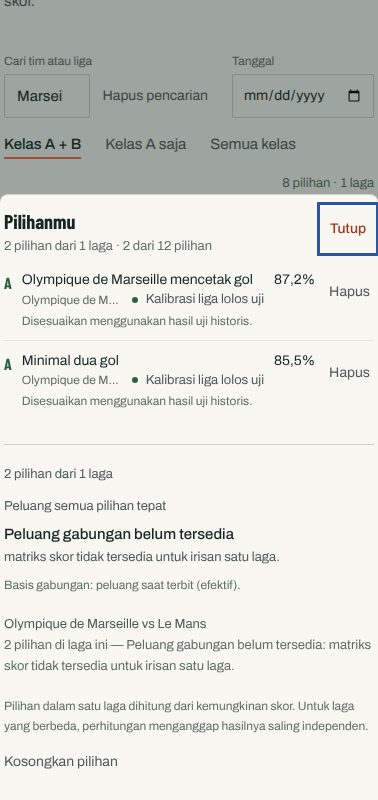 skor.
Cari tim atau liga
Tanggal
Marsei
Hapus pencarian
mm/dd/yyyy
Kelas A + B
Kelas A saja
Semua kelas
8 pilihan · 1 laga
Pilihanmu
Tutup
2 pilihan dari 1 laga · 2 dari 12 pilihan
A Olympique de Marseille mencetak gol 87,2%
Olympique de M... • Kalibrasi liga lolos uji
Hapus
Disesuaikan menggunakan hasil uji historis.
A Minimal dua gol 85,5%
Olympique de M... • Kalibrasi liga lolos uji
Hapus
Disesuaikan menggunakan hasil uji historis.
2 pilihan dari 1 laga
Peluang semua pilihan tepat
Peluang gabungan belum tersedia
matriks skor tidak tersedia untuk irisan satu laga.
Basis gabungan: peluang saat terbit (efektif).
Olympique de Marseille vs Le Mans
2 pilihan di laga ini — Peluang gabungan belum tersedia: matriks
skor tidak tersedia untuk irisan satu laga.
Pilihan dalam satu laga dihitung dari kemungkinan skor. Untuk laga
yang berbeda, perhitungan menganggap hasilnya saling independen.
Kosongkan pilihan